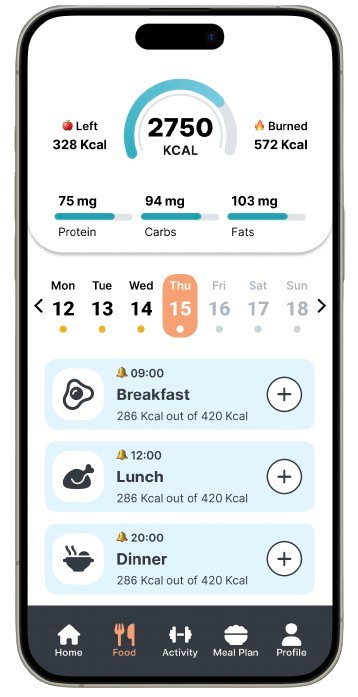 🍎 Left
328 Kcal
2750
KCAL
🔥 Burned
572 Kcal
75 mg
94 mg
103 mg
Protein
Carbs
Fats
Mon Tue Wed Thu Fri Sat Sun
12 13 14 15 16 17 18
🔔 09:00
Breakfast
286 Kcal out of 420 Kcal
🔔 12:00
Lunch
286 Kcal out of 420 Kcal
🔔 20:00
Dinner
286 Kcal out of 420 Kcal
Home Food Activity Meal Plan Profile